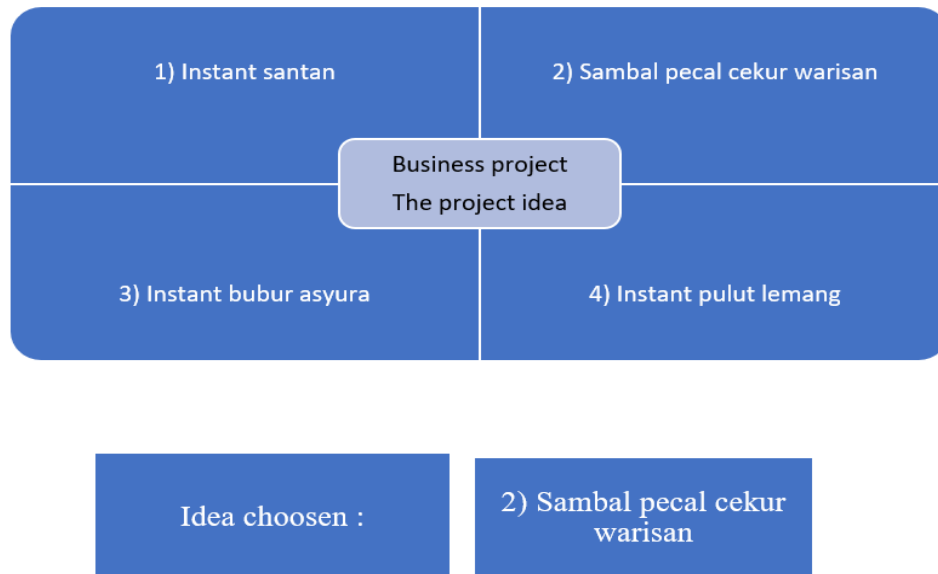 1) Instant santan
2) Sambal pecal cekur warisan
Business project
The project idea
3) Instant bubur asyura
4) Instant pulut lemang
Idea choosen :
2) Sambal pecal cekur
warisan